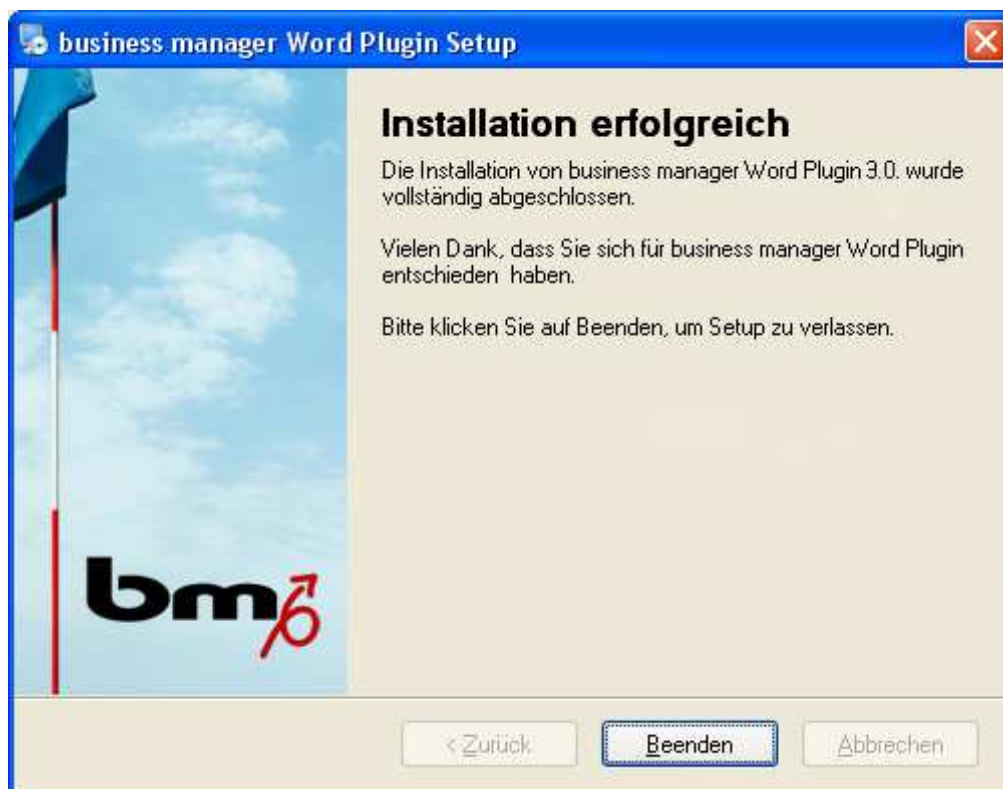 business manager Word Plugin Setup
Installation erfolgreich
Die Installation von business manager Word Plugin 3.0. wurde
vollständig abgeschlossen.
Vielen Dank, dass Sie sich für business manager Word Plugin
entschieden haben.
Bitte klicken Sie auf Beenden, um Setup zu verlassen.
bm6
< Zurück
Beenden
Abbrechen